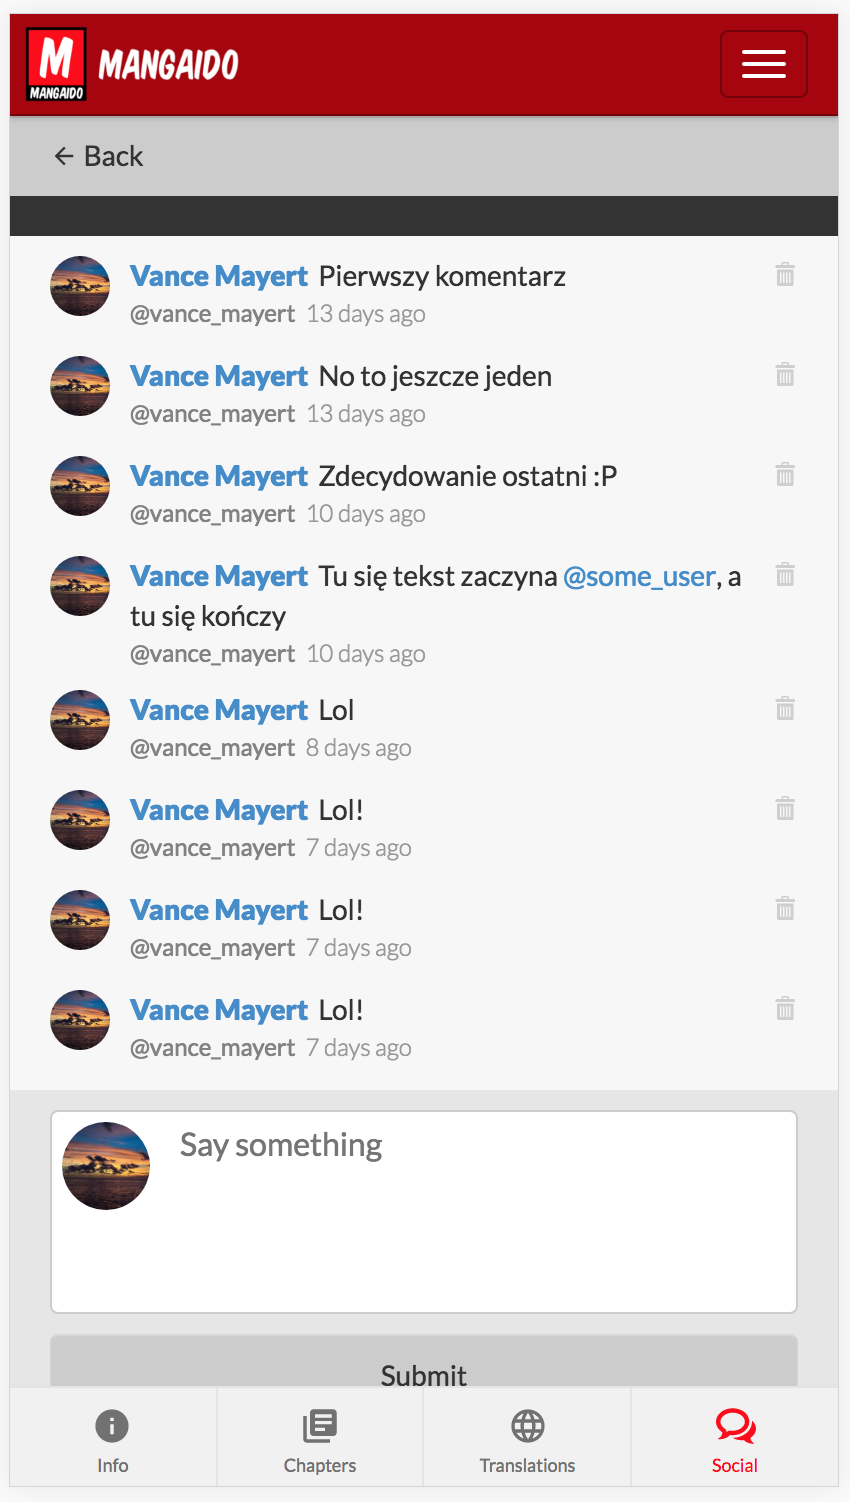 M
MANGAIDO
MANGAIDO
Back
Vance Mayert Pierwszy komentarz
@vance_mayert 13 days ago
Vance Mayert No to jeszcze jeden
@vance_mayert 13 days ago
Vance Mayert Zdecydowanie ostatni :P
@vance_mayert 10 days ago
Vance Mayert Tu się tekst zaczyna @some_user, a
tu się kończy
@vance_mayert 10 days ago
Vance Mayert Lol
@vance_mayert 8 days ago
Vance Mayert Lol!
@vance_mayert 7 days ago
Vance Mayert Lol!
@vance_mayert 7 days ago
Vance Mayert Lol!
@vance_mayert 7 days ago
Say something
Submit
Info
Chapters
Translations
Social